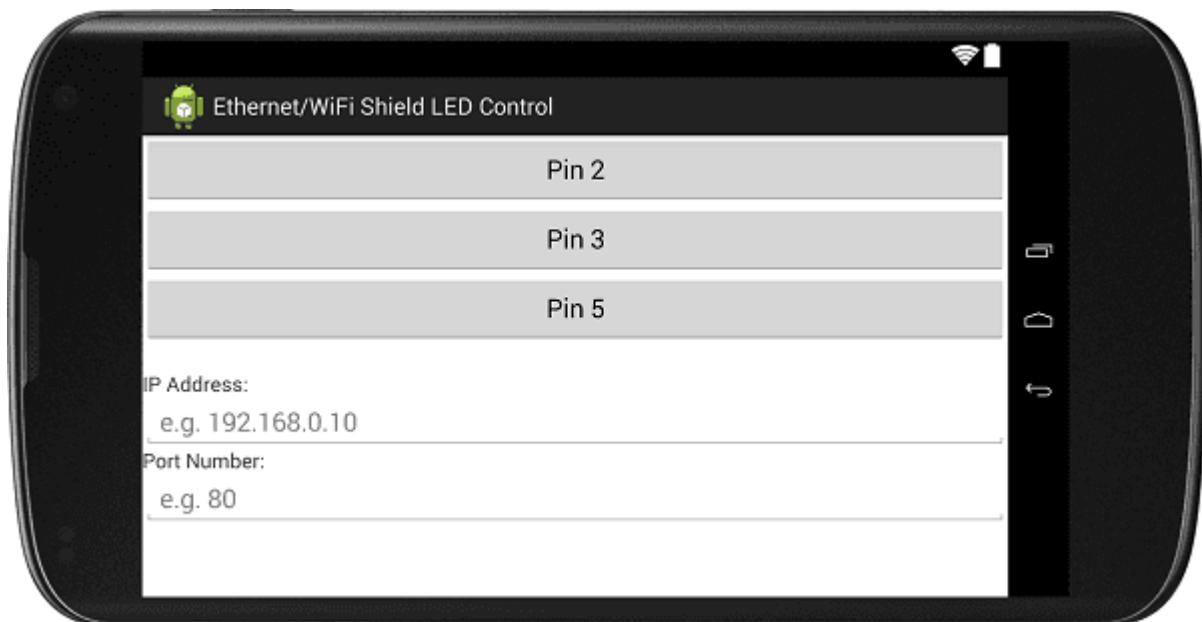 Ethernet/WiFi Shield LED Control
Pin 2
Pin 3
Pin 5
IP Address:
e.g. 192.168.0.10
Port Number:
e.g. 80